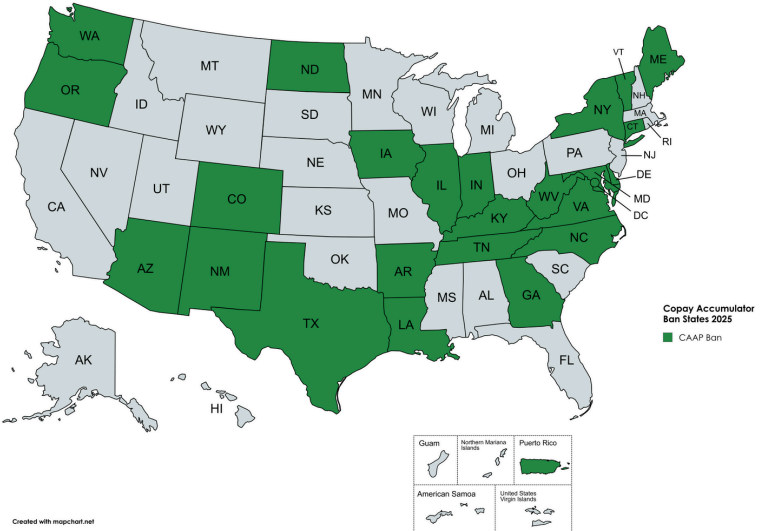 WA
OR
CA
NV
ID
MT
WY
UT
AZ
CO
NM
ND
SD
NE
KS
OK
TX
MN
IA
MO
AR
LA
WI
IL
MI
IN
OH
KY
TN
MS
AL
GA
FL
SC
NC
VA
WV
PA
NY
VT
NH
ME
MA
CT
RI
NJ
DE
MD
DC
AK
HI
Copay Accumulator
Ban States 2025
CAAP Ban
Guam
Northern Mariana
Islands
Puerto Rico
American Samoa
United States
Virgin Islands
Created with mapchart.net